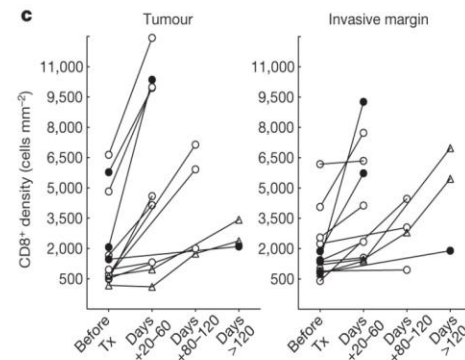 c
Tumour
Invasive margin
CD8⁺ density (cells mm⁻²)
11,000
9,500
8,000
6,500
5,000
3,500
2,000
500
Before Tx
Days +20–60
Days +80–120
Days >120
11,000
9,500
8,000
6,500
5,000
3,500
2,000
500
Before Tx
Days +20–60
Days +80–120
Days >120